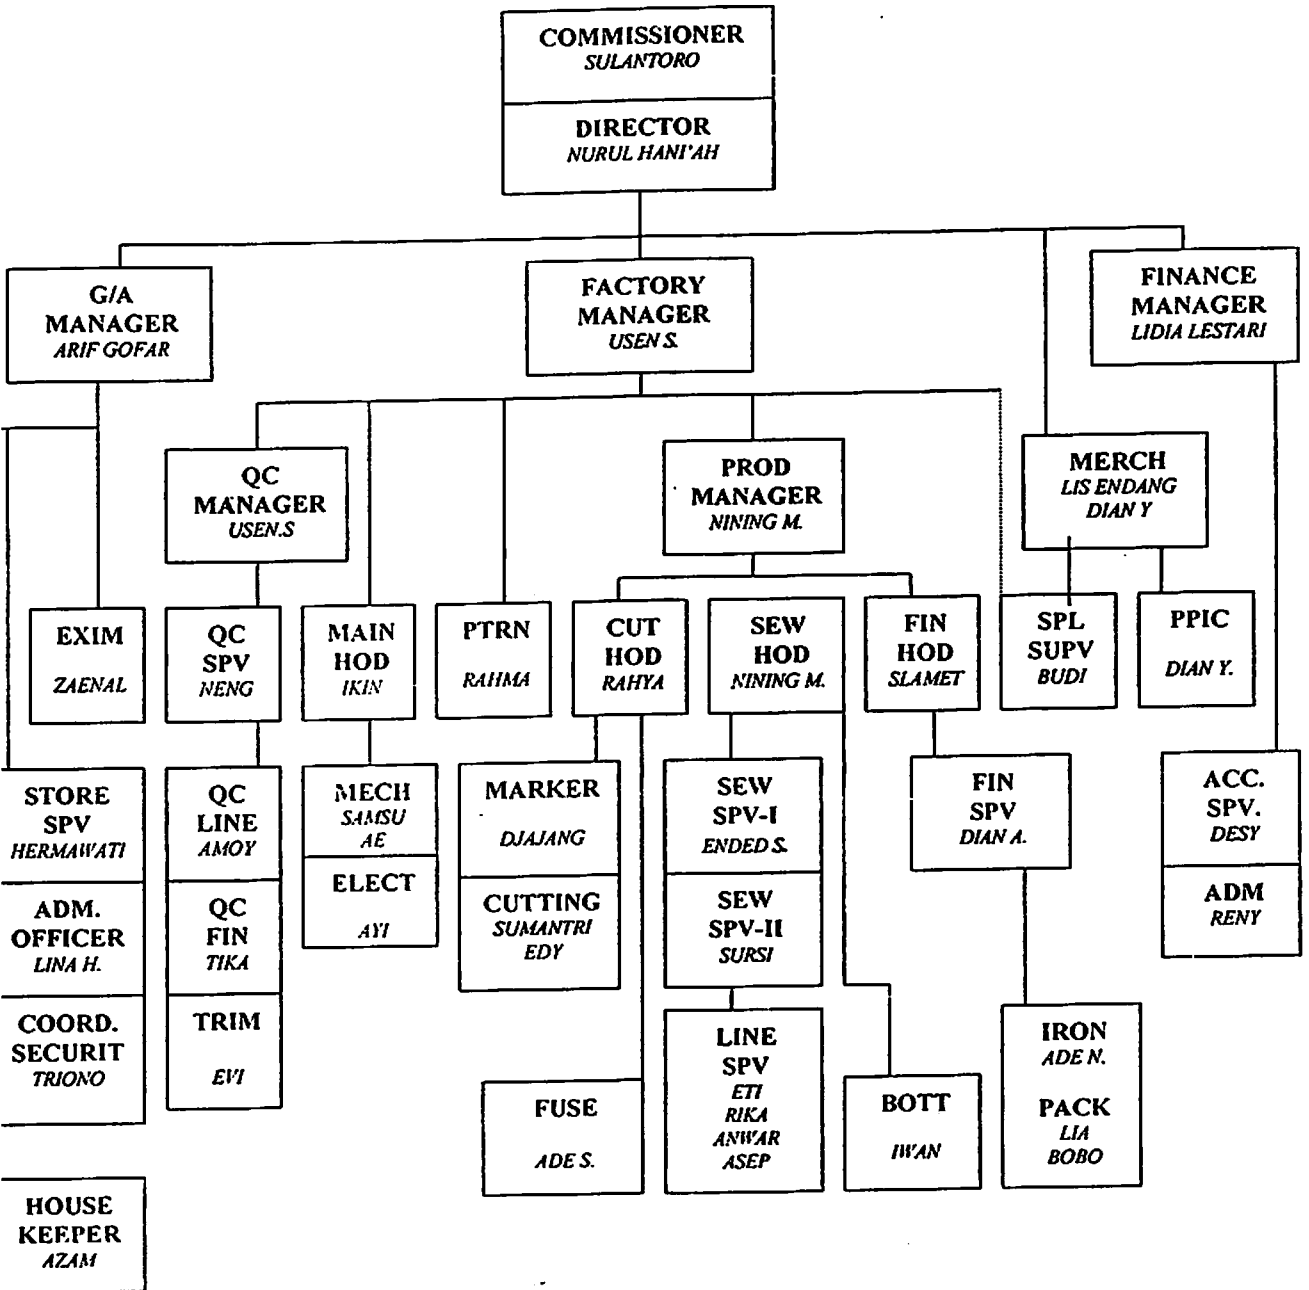 COMMISSIONER
SULANTORO
DIRECTOR
NURUL HANI'AH
G/A
MANAGER
ARIF GOFAR
FACTORY
MANAGER
USEN S.
FINANCE
MANAGER
LIDIA LESTARI
QC
MANAGER
USEN.S
PROD
MANAGER
NINING M.
MERCH
LIS ENDANG
DIAN Y
EXIM
ZAENAL
QC
SPV
NENG
MAIN
HOD
IKIN
PTRN
RAHMA
CUT
HOD
RAHYA
SEW
HOD
NINING M.
FIN
HOD
SLAMET
SPL
SUPV
BUDI
PPIC
DIAN Y.
STORE
SPV
HERMAWATI
ADM.
OFFICER
LINA H.
COORD.
SECURIT
TRIONO
HOUSE
KEEPER
AZAM
QC
LINE
AMOY
QC
FIN
TIKA
TRIM
EVI
MECH
SAMSU
AE
ELECT
AYI
MARKER
DJAJANG
CUTTING
SUMANTRI
EDY
FUSE
ADE S.
SEW
SPV-I
ENDED S.
SEW
SPV-II
SURSI
LINE
SPV
ETI
RIKA
ANWAR
ASEP
BOTT
IWAN
FIN
SPV
DIAN A.
IRON
ADE N.
PACK
LIA
BOBO
ACC.
SPV.
DESY
ADM
RENY